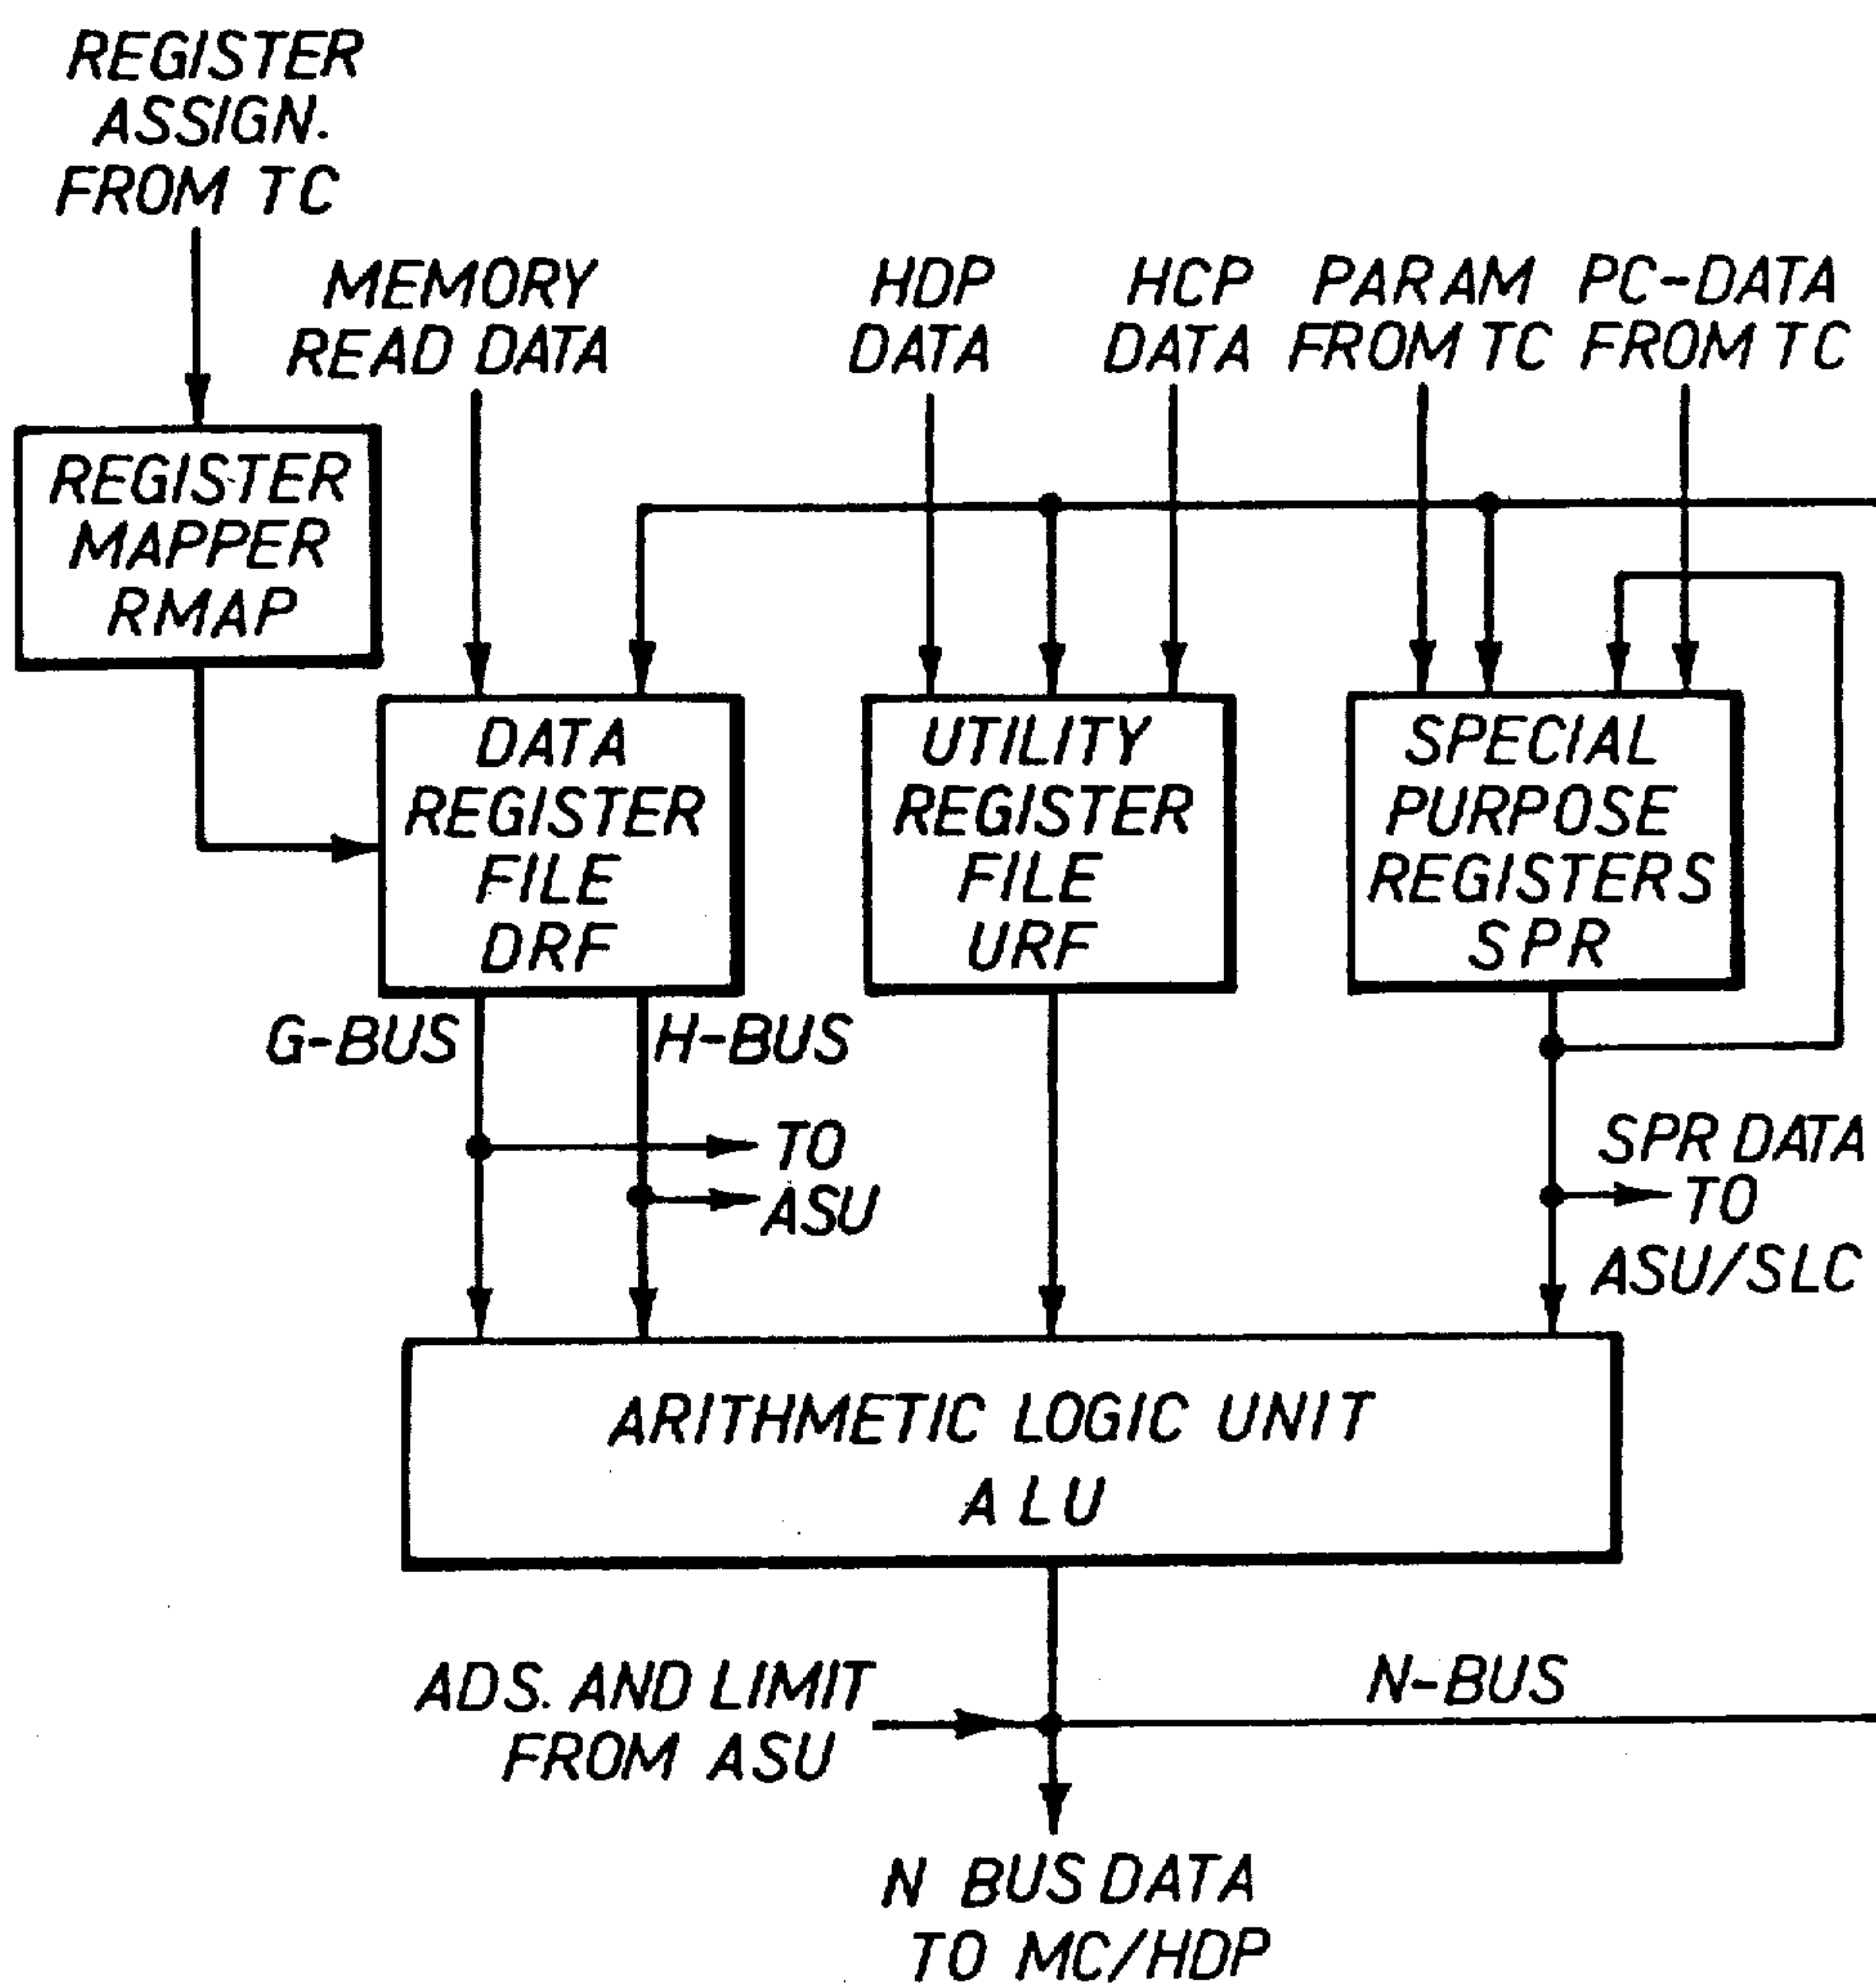 REGISTER
ASSIGN.
FROM TC
MEMORY
READ DATA
HDP
DATA
HCP
DATA
PARAM
FROM TC
PC-DATA
FROM TC
REGISTER
MAPPER
RMAP
DATA
REGISTER
FILE
DRF
UTILITY
REGISTER
FILE
URF
SPECIAL
PURPOSE
REGISTERS
SPR
G-BUS
H-BUS
TO
ASU
SPR DATA
TO
ASU/SLC
ARITHMETIC LOGIC UNIT
ALU
ADS. AND LIMIT
FROM ASU
N-BUS
N BUS DATA
TO MC/HDP